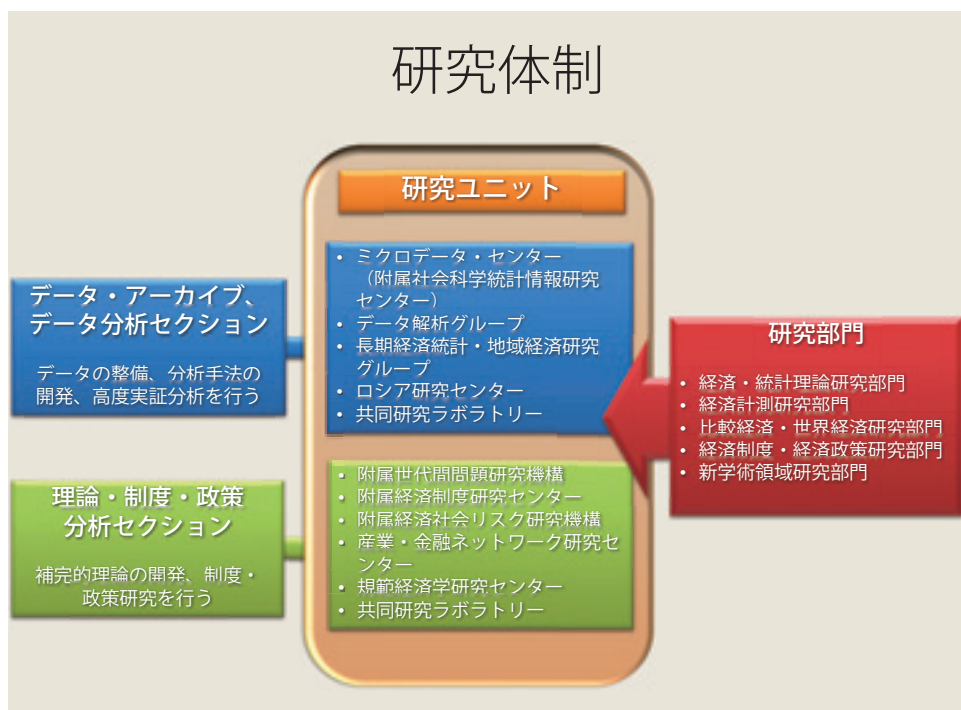 研究体制
研究ユニット
データ・アーカイブ、
データ分析セクション
データの整備、分析手法の
開発、高度実証分析を行う
• ミクロデータ・センター
（附属社会科学統計情報研究
センター）
• データ解析グループ
• 長期経済統計・地域経済研究
グループ
• ロシア研究センター
• 共同研究ラボラトリー
理論・制度・政策
分析セクション
補完的理論の開発、制度・
政策研究を行う
• 附属世代間問題研究機構
• 附属経済制度研究センター
• 附属経済社会リスク研究機構
• 産業・金融ネットワーク研究セ
ンター
• 規範経済学研究センター
• 共同研究ラボラトリー
研究部門
• 経済・統計理論研究部門
• 経済計測研究部門
• 比較経済・世界経済研究部門
• 経済制度・経済政策研究部門
• 新学術領域研究部門